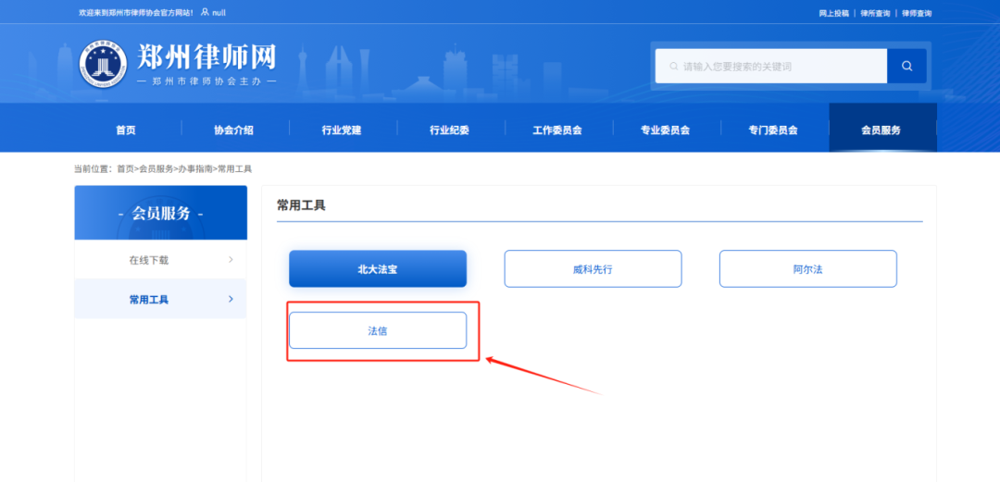 欢迎来到郑州市律师协会官方网站! null
网上投稿 | 律所查询 | 律师查询
郑州律师网
— 郑州市律师协会主办 —
请输入您要搜索的关键词
首页 协会介绍 行业党建 行业纪委 工作委员会 专业委员会 专门委员会 会员服务
当前位置：首页>会员服务>办事指南>常用工具
- 会员服务 -
在线下载
常用工具
常用工具
北大法宝 威科先行 阿尔法
法信